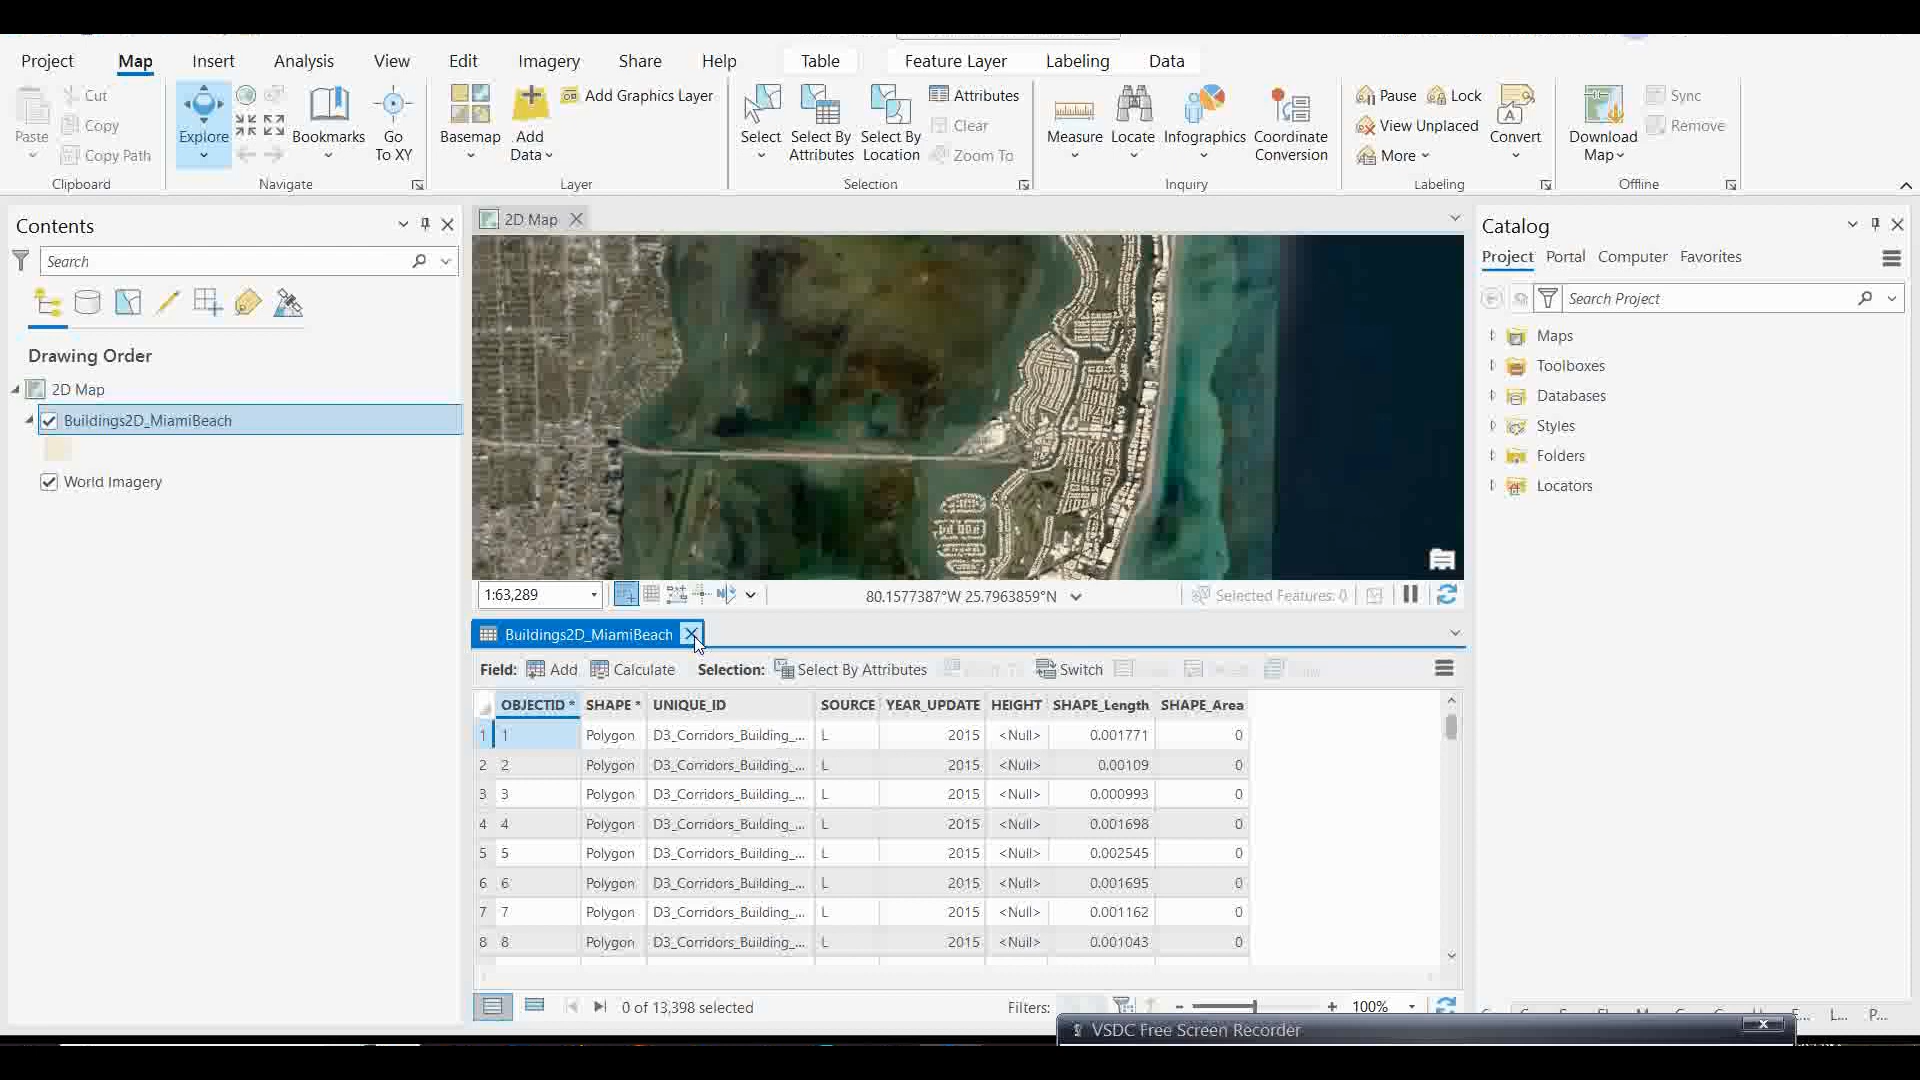 Project Map Insert Analysis View Edit Imagery Share Help Table Feature Layer Labeling Data
Paste
Cut
Copy
Copy Path
Clipboard
Explore
Bookmarks
Go To XY
Navigate
Basemap
Add Data
Add Graphics Layer
Layer
Select
Select By Attributes
Select By Location
Attributes
Clear
Zoom To
Selection
Measure
Locate
Infographics
Coordinate Conversion
Inquiry
Pause
Lock
View Unplaced
More
Convert
Labeling
Download Map
Sync
Remove
Offline
Contents
Search
Drawing Order
2D Map
Buildings2D_MiamiBeach
World Imagery
2D Map
1:63,289
80.1577387°W 25.7963859°N
Selected Features: 0
Buildings2D_MiamiBeach
Field: Add Calculate Selection: Select By Attributes Switch
OBJECTID * SHAPE * UNIQUE_ID SOURCE YEAR_UPDATE HEIGHT SHAPE_Length SHAPE_Area
1 1 Polygon D3_Corridors_Building_... L 2015 <Null> 0.001771 0
2 2 Polygon D3_Corridors_Building_... L 2015 <Null> 0.00109 0
3 3 Polygon D3_Corridors_Building_... L 2015 <Null> 0.000993 0
4 4 Polygon D3_Corridors_Building_... L 2015 <Null> 0.001698 0
5 5 Polygon D3_Corridors_Building_... L 2015 <Null> 0.002545 0
6 6 Polygon D3_Corridors_Building_... L 2015 <Null> 0.001695 0
7 7 Polygon D3_Corridors_Building_... L 2015 <Null> 0.001162 0
8 8 Polygon D3_Corridors_Building_... L 2015 <Null> 0.001043 0
0 of 13,398 selected
Filters:
100%
Catalog
Project Portal Computer Favorites
Search Project
Maps
Toolboxes
Databases
Styles
Folders
Locators
E... L... P...
VSDC Free Screen Recorder